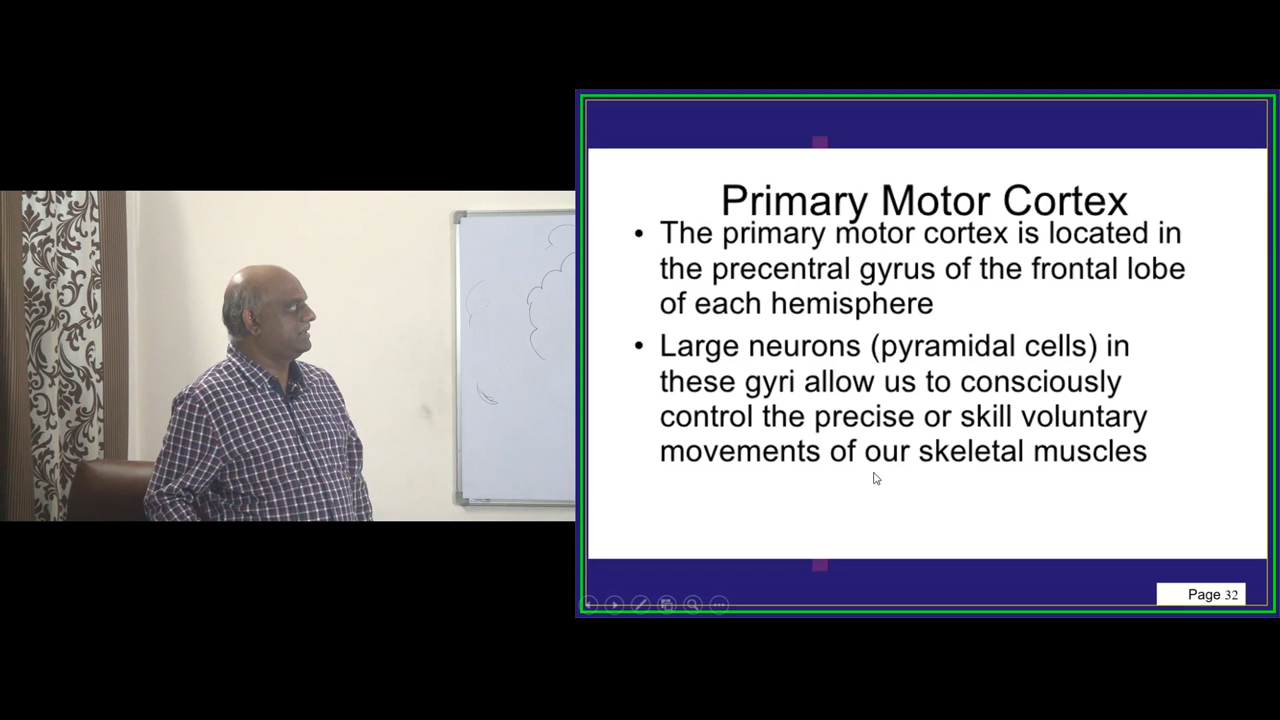 Primary Motor Cortex
• The primary motor cortex is located in
the precentral gyrus of the frontal lobe
of each hemisphere
• Large neurons (pyramidal cells) in
these gyri allow us to consciously
control the precise or skill voluntary
movements of our skeletal muscles
Page 32